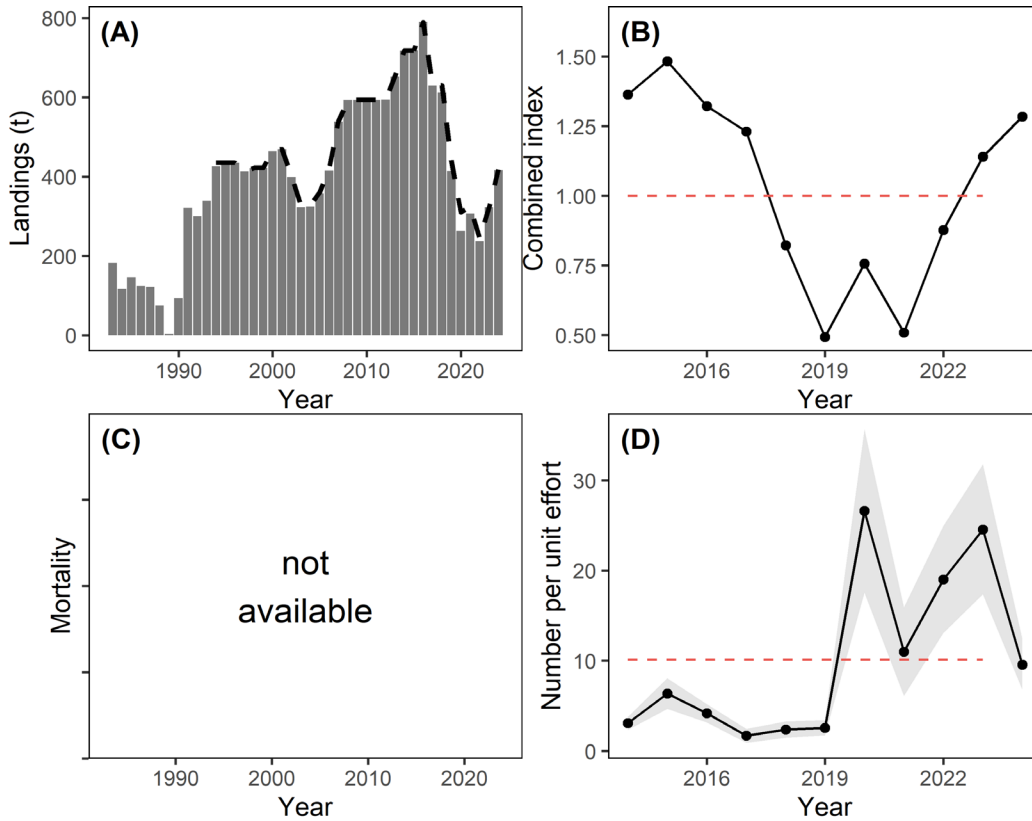 (A)
Landings (t)
800
600
400
200
0
1990
2000
2010
2020
Year
(B)
Combined index
1.50
1.25
1.00
0.75
0.50
2016
2019
2022
Year
(C)
Mortality
not
available
1990
2000
2010
2020
Year
(D)
Number per unit effort
30
20
10
0
2016
2019
2022
Year